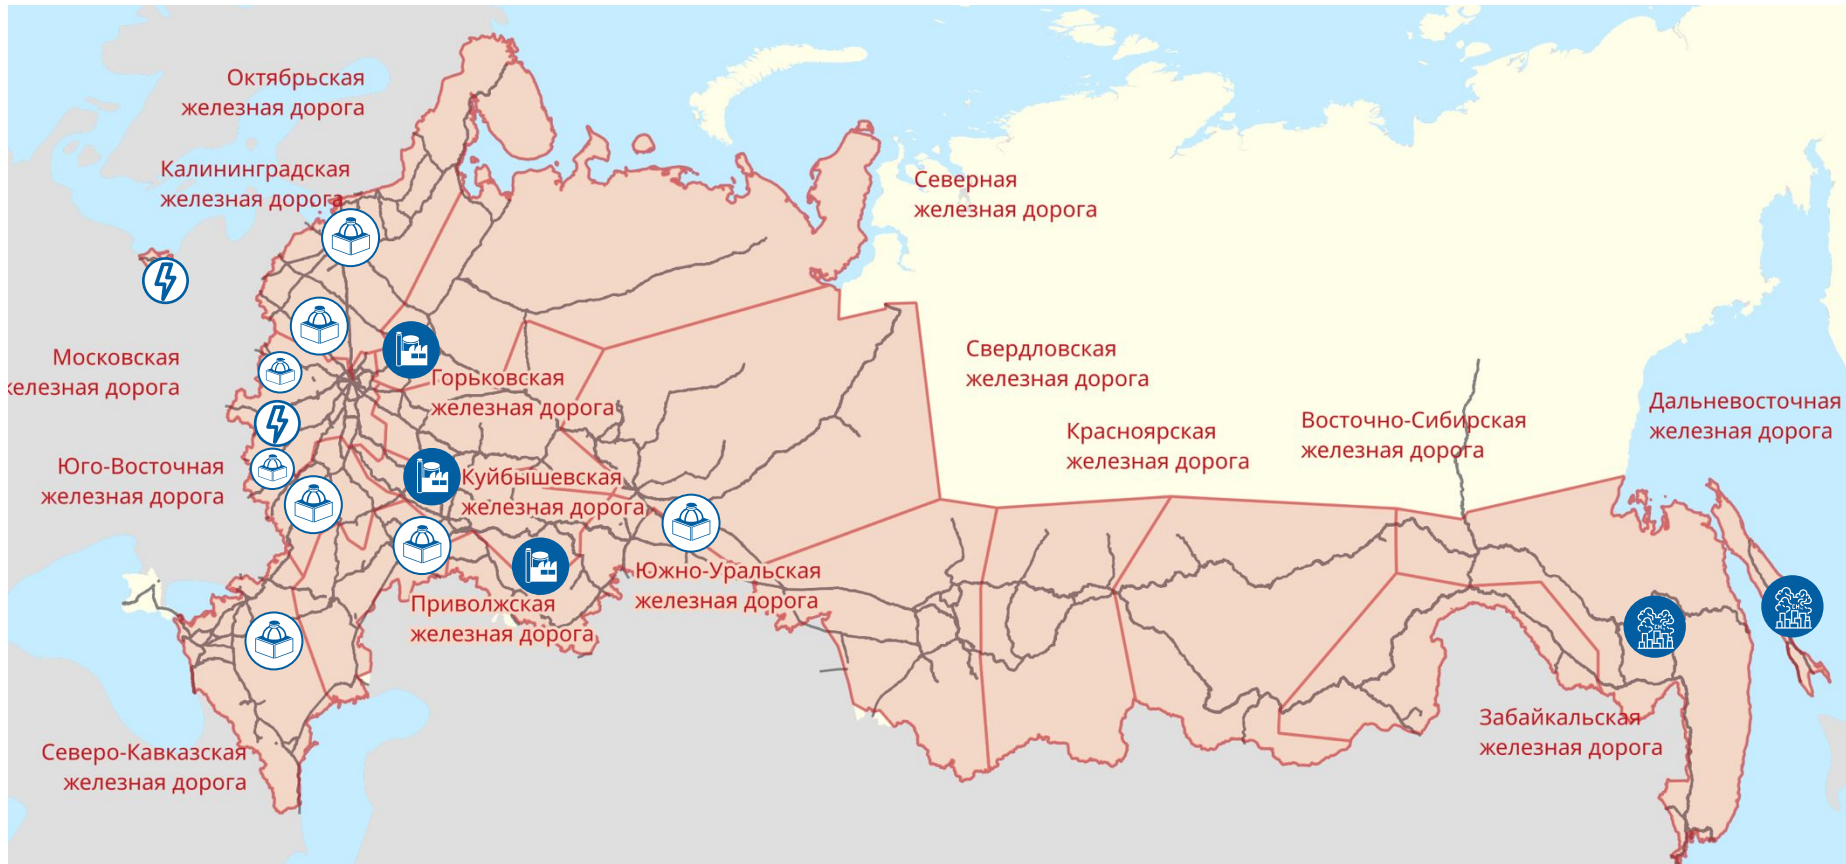 Октябрьская
железная дорога
Калининградская
железная дорога
Северная
железная дорога
Московская
железная дорога
Горьковская
железная дорога
Свердловская
железная дорога
Красноярская
железная дорога
Восточно-Сибирская
железная дорога
Дальневосточная
железная дорога
Юго-Восточная
железная дорога
Куйбышевская
железная дорога
Южно-Уральская
железная дорога
Приволжская
железная дорога
Забайкальская
железная дорога
Северо-Кавказская
железная дорога